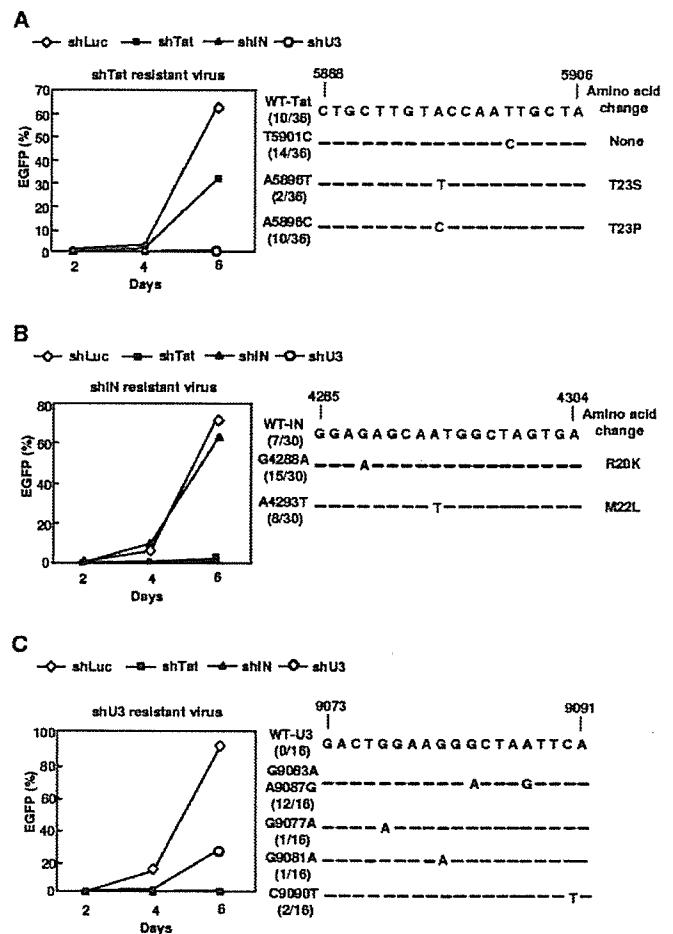 A
shLuc shTat shIN shU3
shTat resistant virus
EGFP (%)
70
60
50
40
30
20
10
0
2 4 6
Days
5888 5906
Amino acid change
WT-Tat
(10/36)
C T G C T T G T A C C A A T T G C T A
T5901C
(14/36)
C
None
A5896T
(2/36)
T
T23S
A5896C
(10/36)
C
T23P
B
shLuc shTat shIN shU3
shIN resistant virus
EGFP (%)
80
60
40
20
0
2 4 6
Days
4285 4304
Amino acid change
WT-IN
(7/30)
G G A G A G C A A T G G C T A G T G A
G4288A
(15/30)
A
R20K
A4293T
(8/30)
T
M22L
C
shLuc shTat shIN shU3
shU3 resistant virus
EGFP (%)
100
80
60
40
20
0
2 4 6
Days
9073 9091
WT-U3
(0/16)
G A C T G G A A G G G C T A A T T C A
G9083A
A9087G
(12/16)
A G
G9077A
(1/16)
A
G9081A
(1/16)
A
C9090T
(2/16)
T